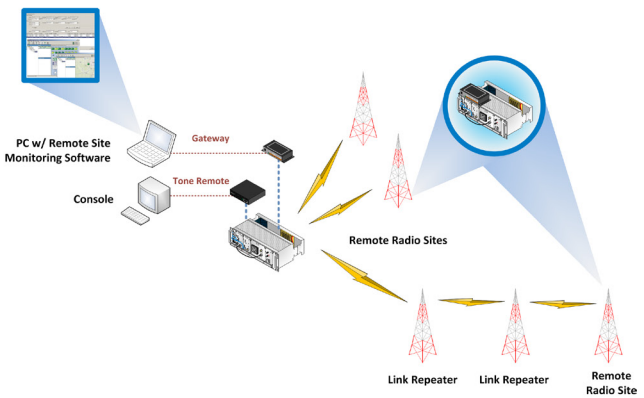 Gateway
PC w/ Remote Site
Monitoring Software
Tone Remote
Console
Remote Radio Sites
Link Repeater
Link Repeater
Remote
Radio Site